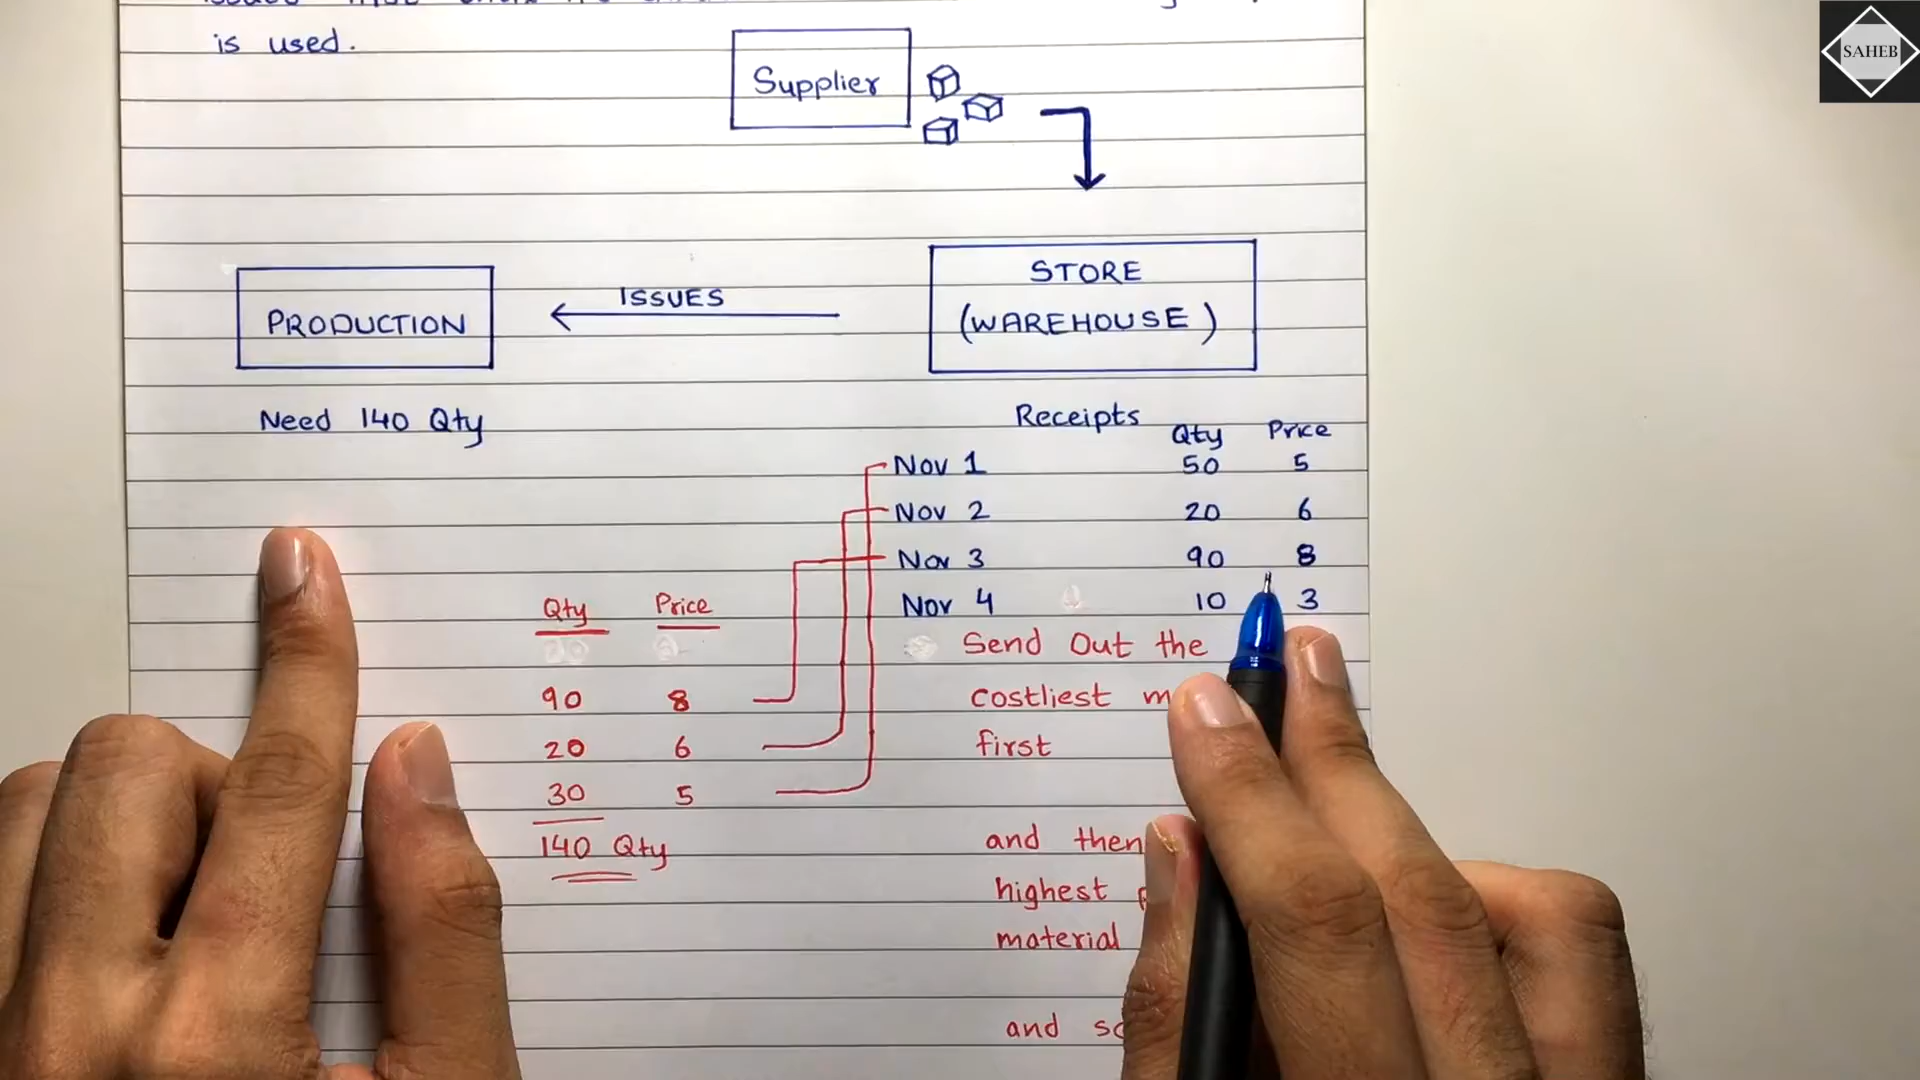 is used.
SAHEB
Supplier
STORE
(WAREHOUSE)
ISSUES
PRODUCTION
Need 140 Qty
Receipts
Qty Price
Nov 1 50 5
Nov 2 20 6
Nov 3 90 8
Nov 4 10 3
Qty Price
90 8
20 6
30 5
140 Qty
Send Out the
costliest
first
and then
highest
material
and